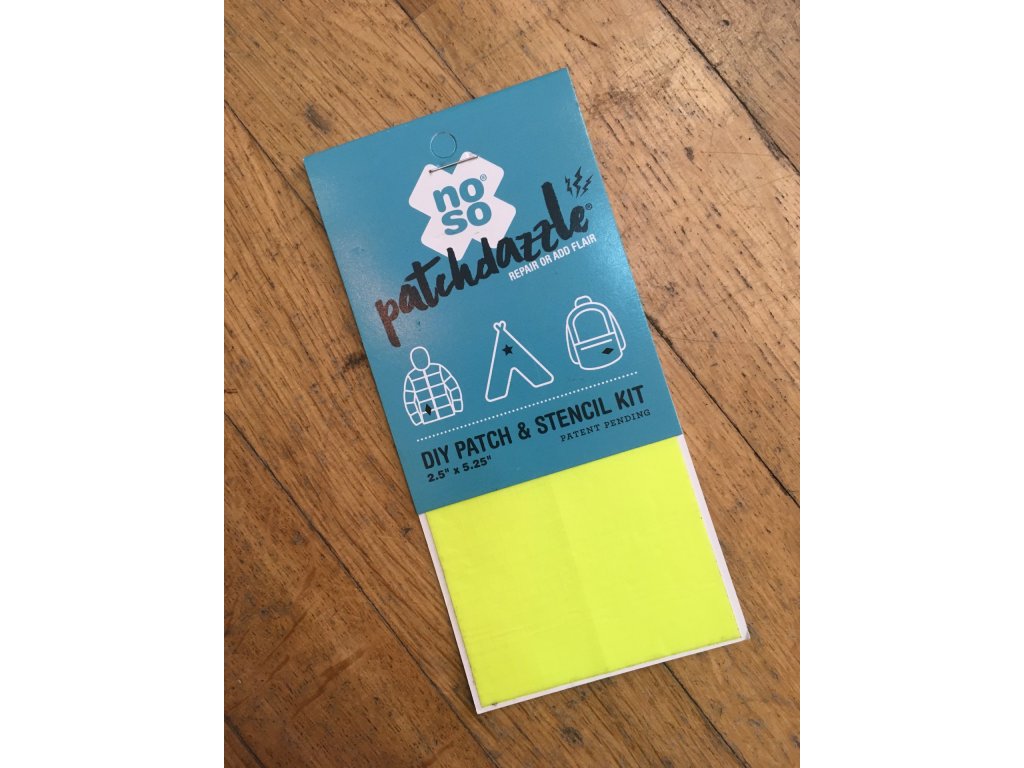 no®
so
patchdazzle®
REPAIR OR ADD FLAIR
DIY PATCH & STENCIL KIT
2.5" x 5.25"
PATENT PENDING